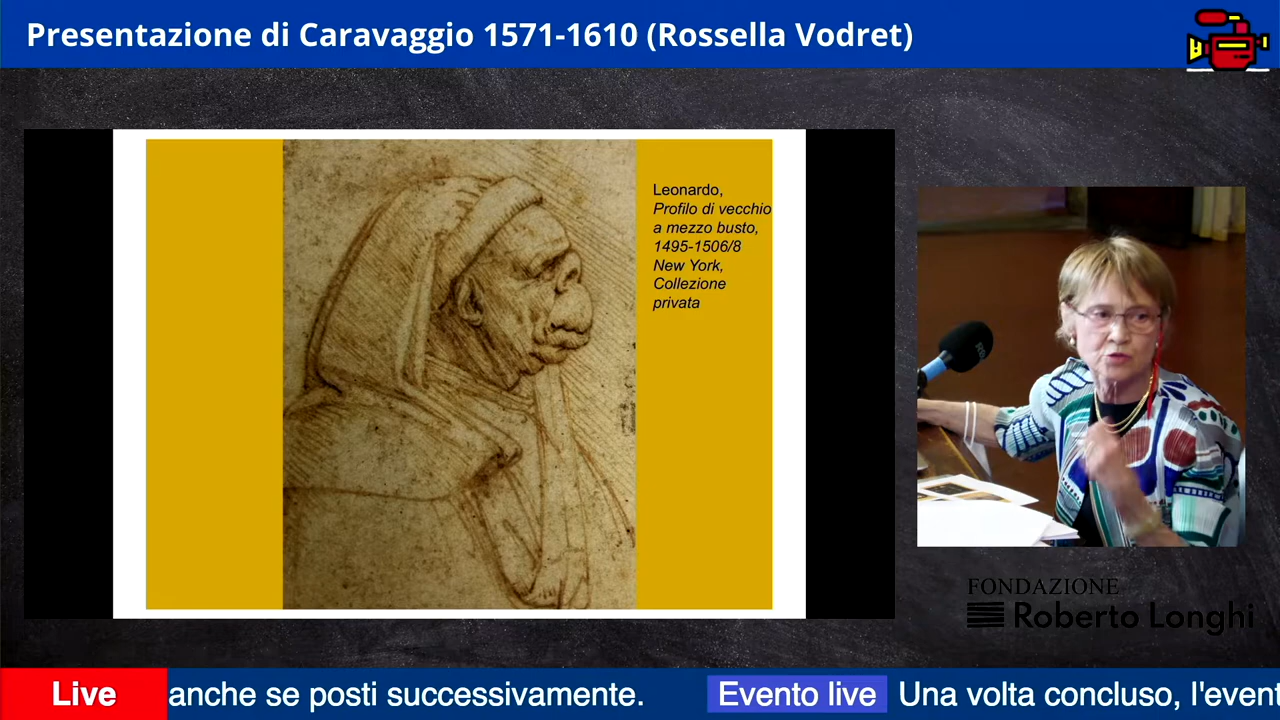 Presentazione di Caravaggio 1571-1610 (Rossella Vodret)
Leonardo,
Profilo di vecchio
a mezzo busto,
1495-1506/8
New York,
Collezione
privata
FONDAZIONE
Roberto Longhi
Live
anche se posti successivamente.
Evento live
Una volta concluso, l'event